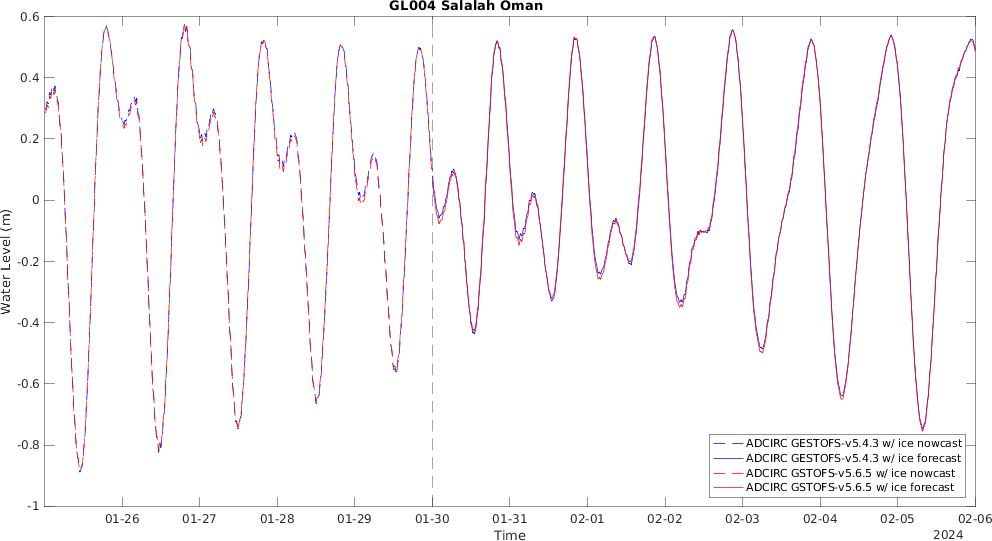 GL004 Salalah Oman
0.6
0.4
0.2
0
-0.2
-0.4
-0.6
-0.8
-1
Water Level (m)
ADCIRC GESTOFS-v5.4.3 w/ ice nowcast
ADCIRC GESTOFS-v5.4.3 w/ ice forecast
ADCIRC GSTOFS-v5.6.5 w/ ice nowcast
ADCIRC GSTOFS-v5.6.5 w/ ice forecast
01-26 01-27 01-28 01-29 01-30 01-31 02-01 02-02 02-03 02-04 02-05 02-06
Time
2024